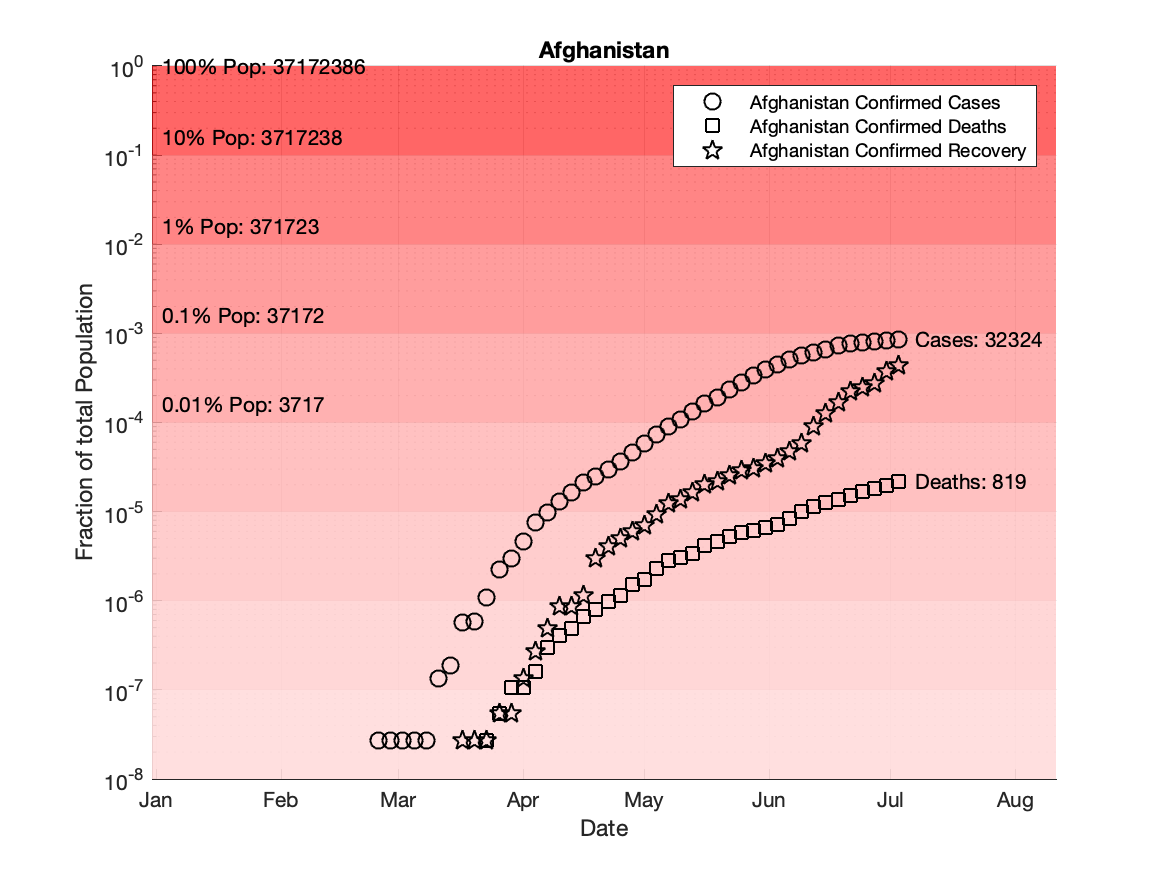 Afghanistan
Afghanistan Confirmed Cases
Afghanistan Confirmed Deaths
Afghanistan Confirmed Recovery
Fraction of total Population
10^0
10^-1
10^-2
10^-3
10^-4
10^-5
10^-6
10^-7
10^-8
100% Pop: 37172386
10% Pop: 3717238
1% Pop: 371723
0.1% Pop: 37172
0.01% Pop: 3717
Cases: 32324
Deaths: 819
Jan Feb Mar Apr May Jun Jul Aug
Date